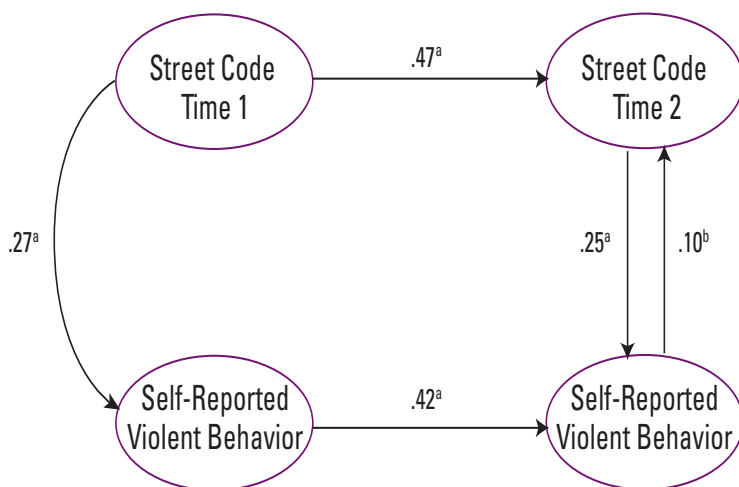 Street Code
Time 1
.47ᵃ
Street Code
Time 2
.27ᵃ
.25ᵃ
.10ᵇ
Self-Reported
Violent Behavior
.42ᵃ
Self-Reported
Violent Behavior